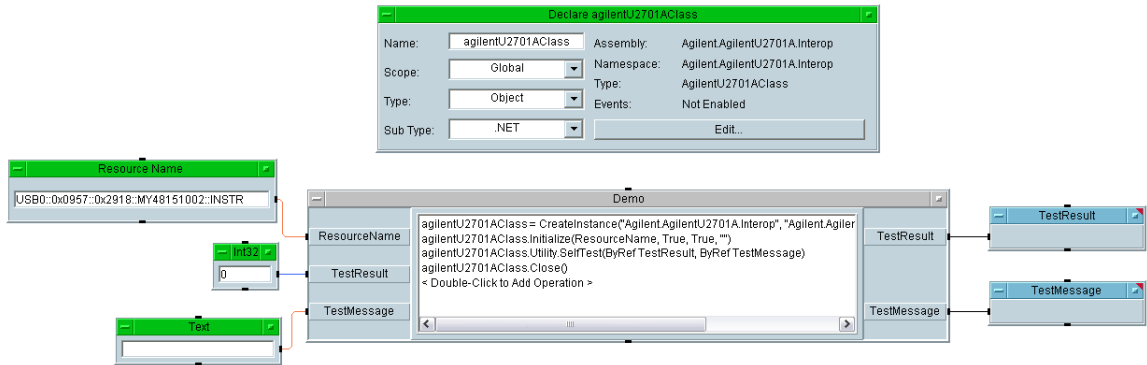 Declare agilentU2701AClass
Name: agilentU2701AClass Assembly: Agilent.AgilentU2701A.Interop
Scope: Global Namespace: Agilent.AgilentU2701A.Interop
Type: AgilentU2701AClass
Type: Object Events: Not Enabled
Sub Type: .NET Edit...
Resource Name
USB0::0x0957::0x2918::MY48151002::INSTR
Demo
ResourceName
TestResult
TestMessage
agilentU2701AClass = CreateInstance("Agilent.AgilentU2701A.Interop", "Agilent.Agiler
agilentU2701AClass.Initialize(ResourceName, True, True, "")
agilentU2701AClass.Utility.SelfTest(ByRef TestResult, ByRef TestMessage)
agilentU2701AClass.Close()
< Double-Click to Add Operation >
TestResult
TestMessage
TestResult
TestMessage
Int32
0
Text